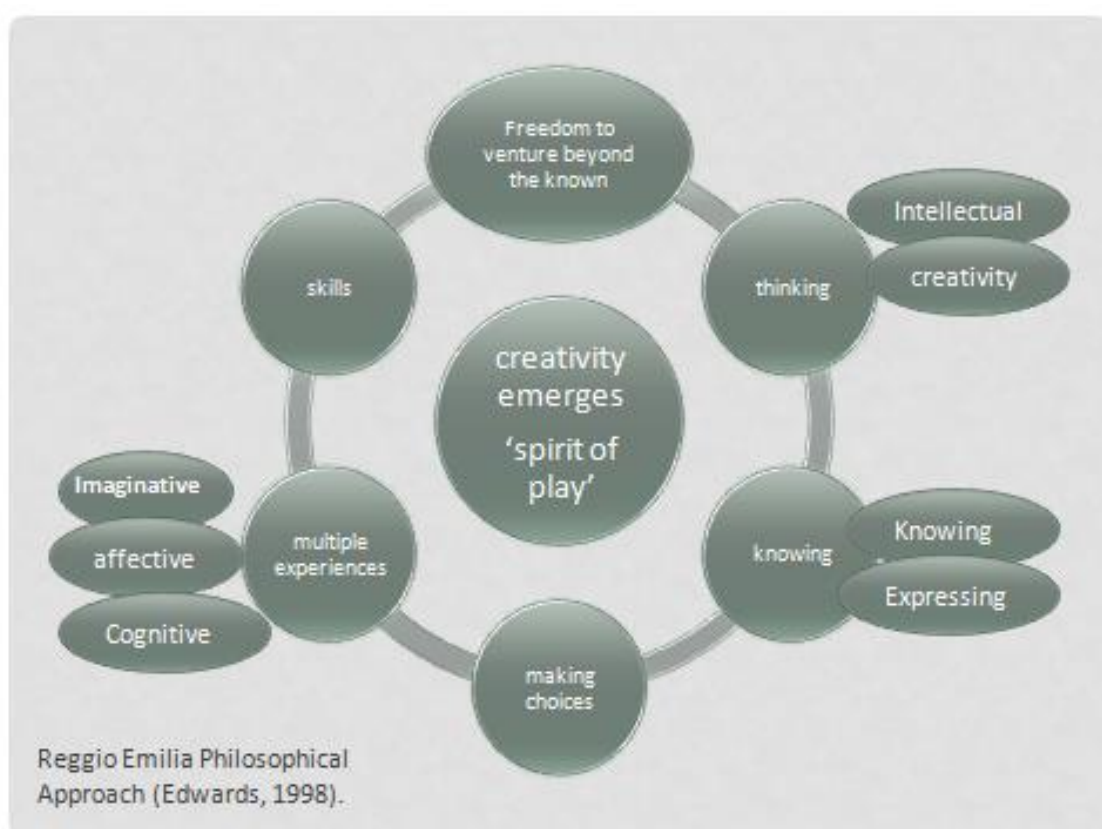 Freedom to
venture beyond
the known
Intellectual
creativity
thinking
skills
creativity
emerges
‘spirit of
play’
Imaginative
affective
Cognitive
multiple
experiences
knowing
Knowing
Expressing
making
choices
Reggio Emilia Philosophical
Approach (Edwards, 1998).